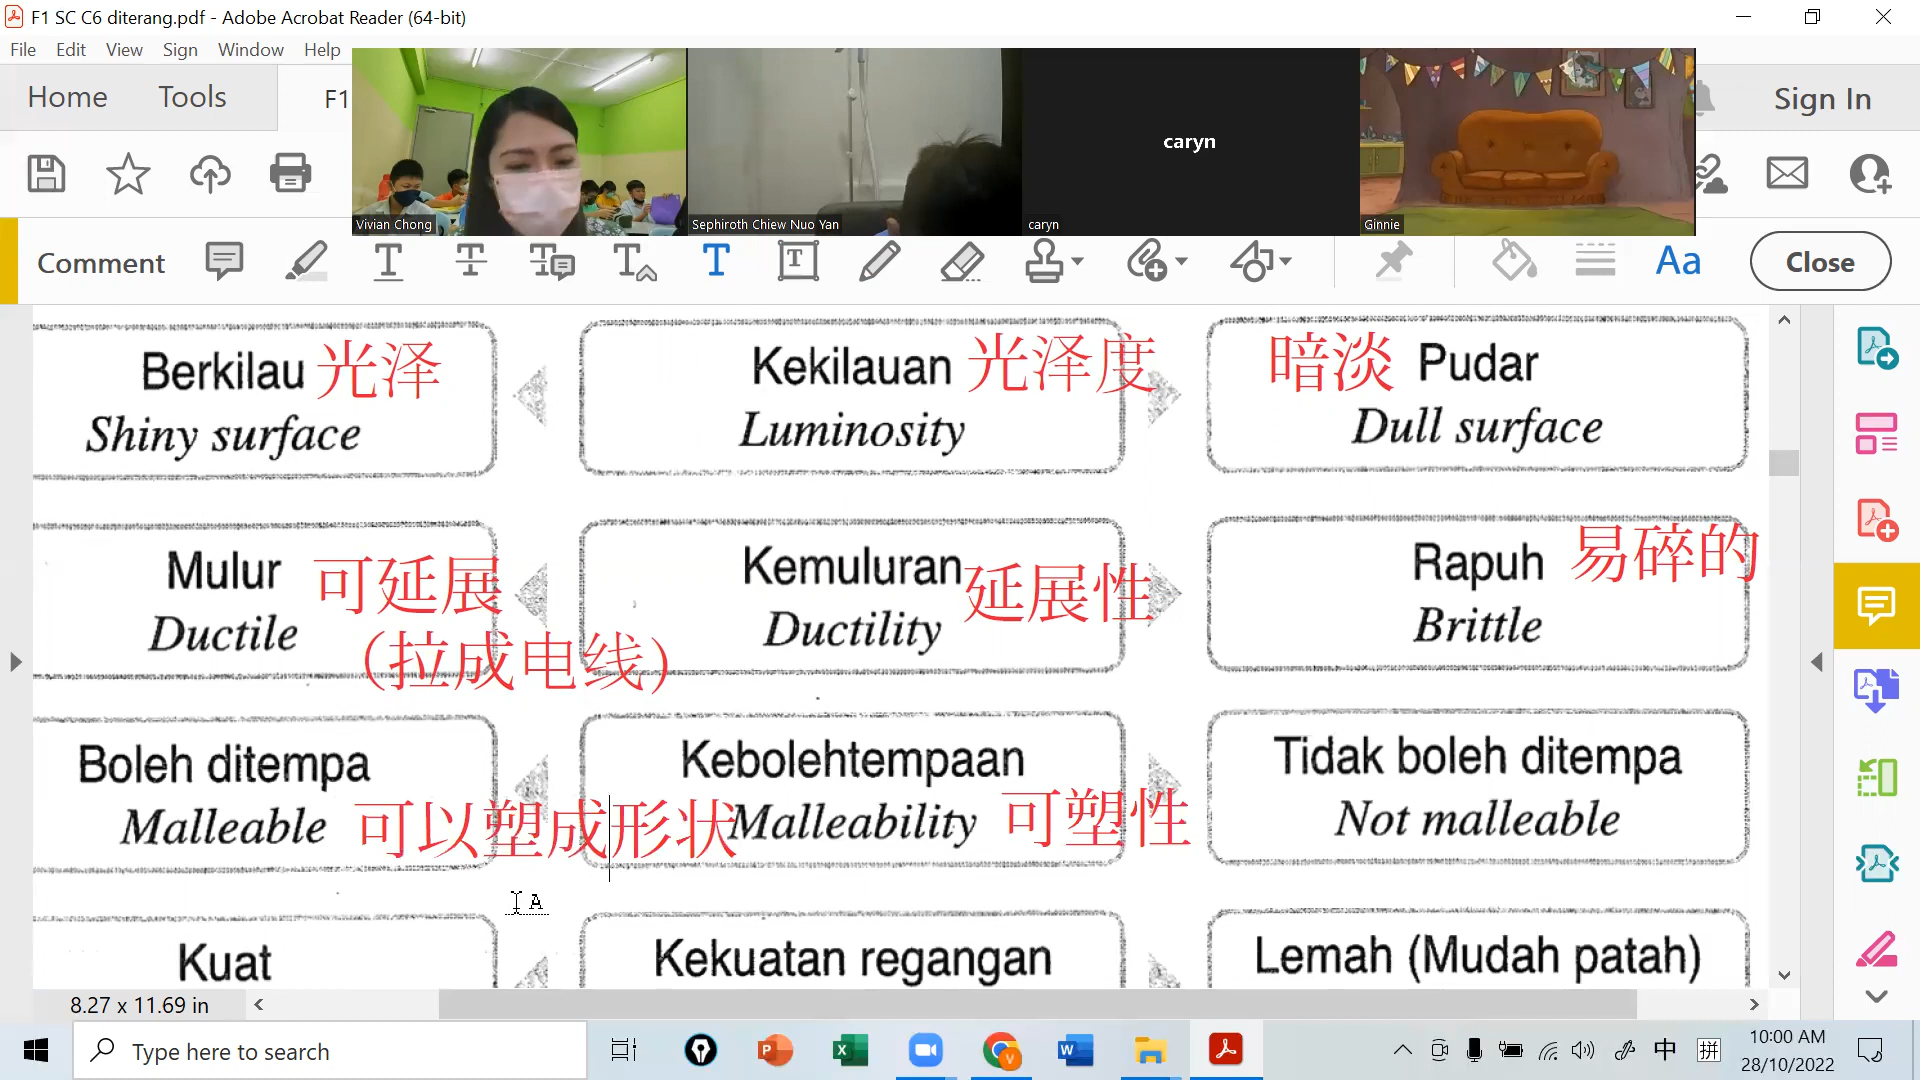 F1 SC C6 diterang.pdf - Adobe Acrobat Reader (64-bit)
File Edit View Sign Window Help
Home Tools F1 Sign In
caryn
Vivian Chong
Sephiroth Chiew Nuo Yan
caryn
Ginnie
Comment Aa Close
Berkilau 光泽
Shiny surface
Kekilauan 光泽度
Luminosity
暗淡 Pudar
Dull surface
Mulur 可延展
Ductile (拉成电线)
Kemuluran 延展性
Ductility
Rapuh 易碎的
Brittle
Boleh ditempa
Malleable 可以塑成形状
Kebolehtempaan
Malleability 可塑性
Tidak boleh ditempa
Not malleable
Kuat
Kekuatan regangan
Lemah (Mudah patah)
8.27 x 11.69 in
Type here to search
中 拼
10:00 AM
28/10/2022